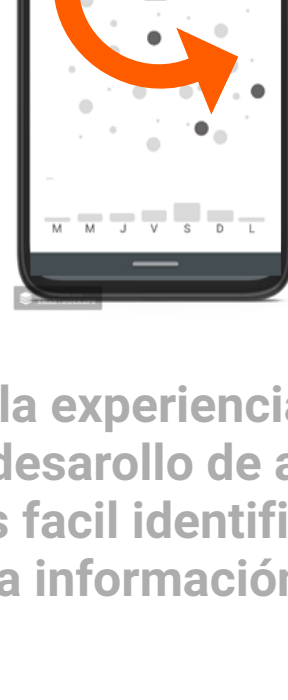 M M J V S D L
la experiencia
desarollo de a
s facil identifi
a información